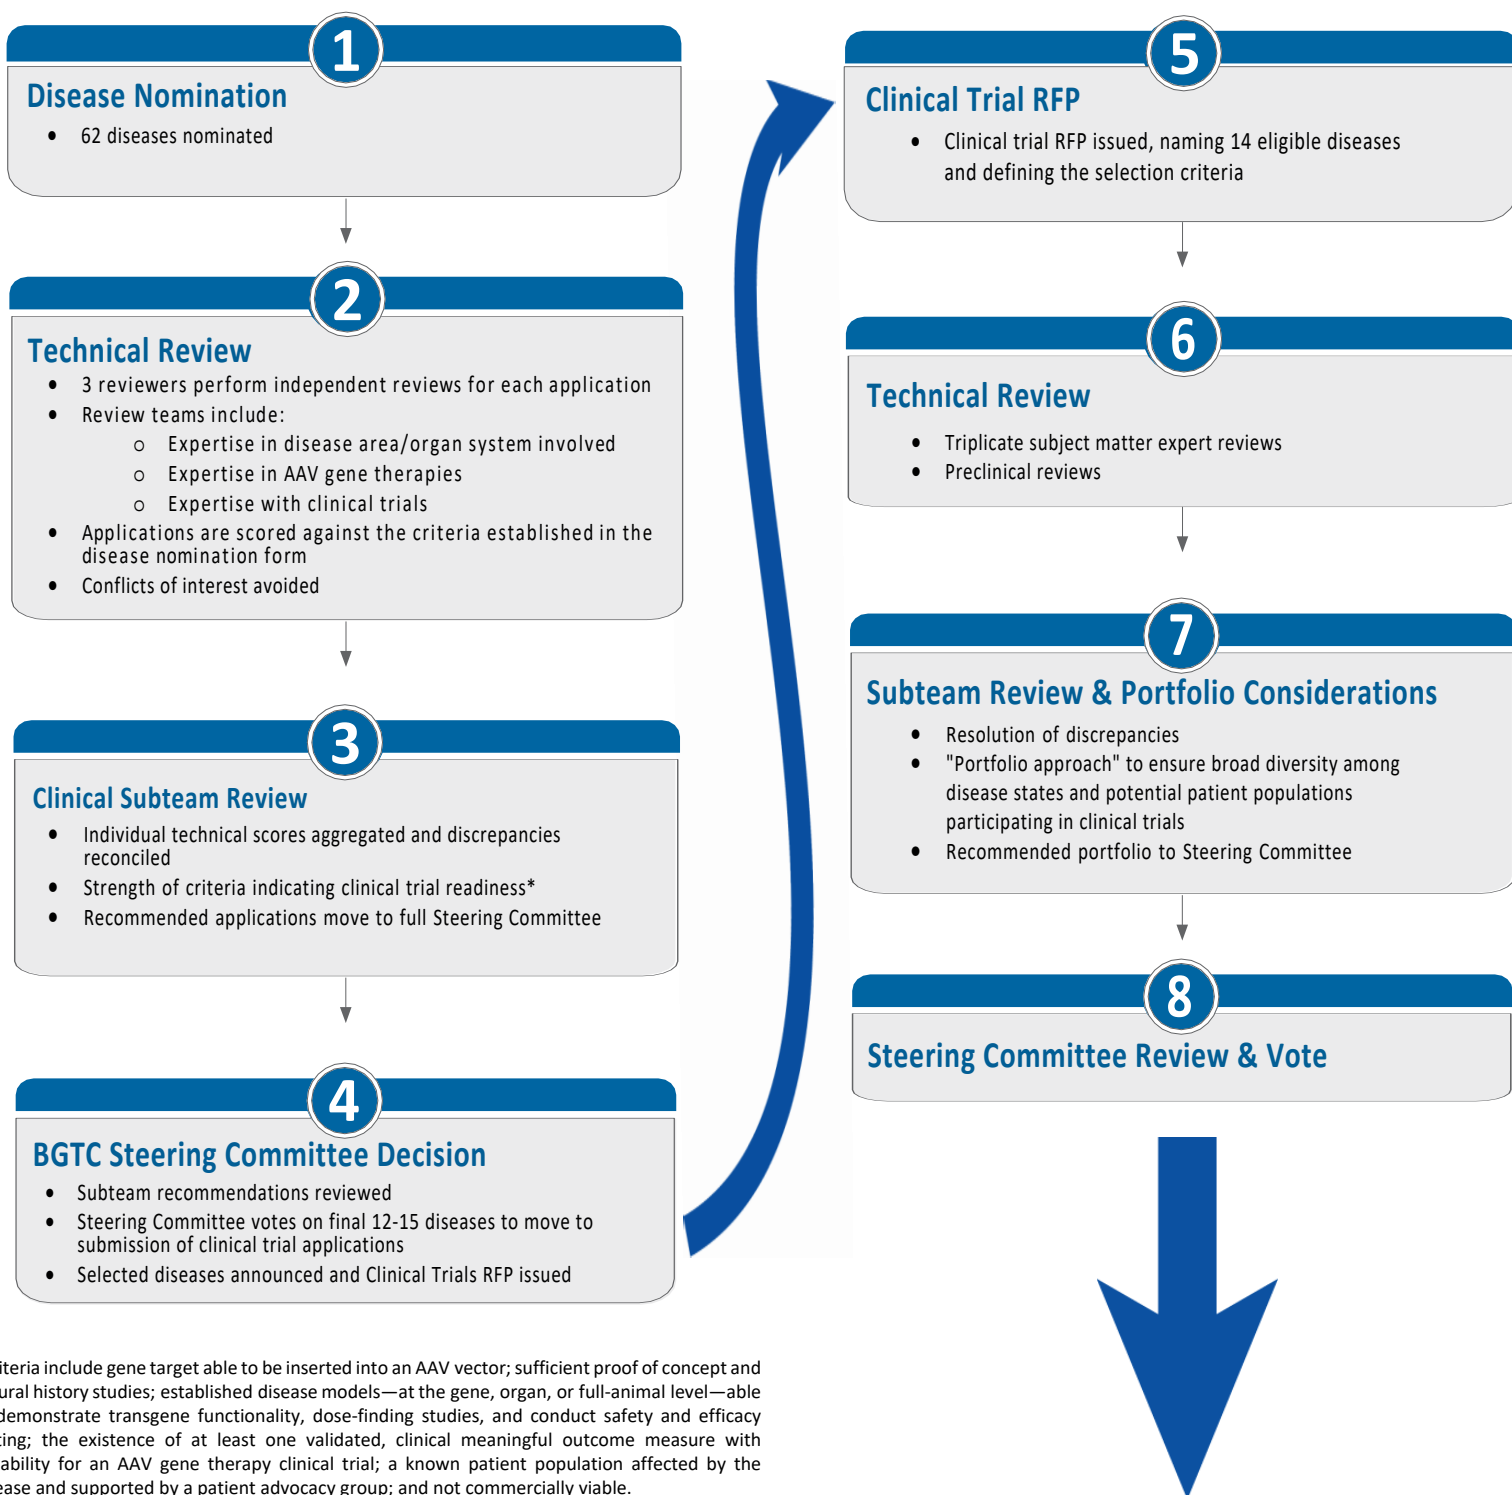 1
Disease Nomination
• 62 diseases nominated
2
Technical Review
• 3 reviewers perform independent reviews for each application
• Review teams include:
o Expertise in disease area/organ system involved
o Expertise in AAV gene therapies
o Expertise with clinical trials
• Applications are scored against the criteria established in the
disease nomination form
• Conflicts of interest avoided
3
Clinical Subteam Review
• Individual technical scores aggregated and discrepancies
reconciled
• Strength of criteria indicating clinical trial readiness*
• Recommended applications move to full Steering Committee
4
BGTC Steering Committee Decision
• Subteam recommendations reviewed
• Steering Committee votes on final 12-15 diseases to move to
submission of clinical trial applications
• Selected diseases announced and Clinical Trials RFP issued
include gene target able to be inserted into an AAV vector; sufficient proof of concept and
history studies; established disease models—at the gene, organ, or full-animal level—able
demonstrate transgene functionality, dose-finding studies, and conduct safety and efficacy
the existence of at least one validated, clinical meaningful outcome measure with
for an AAV gene therapy clinical trial; a known patient population affected by the
and supported by a patient advocacy group; and not commercially viable.
5
Clinical Trial RFP
• Clinical trial RFP issued, naming 14 eligible diseases
and defining the selection criteria
6
Technical Review
• Triplicate subject matter expert reviews
• Preclinical reviews
7
Subteam Review & Portfolio Considerations
• Resolution of discrepancies
• "Portfolio approach" to ensure broad diversity among
disease states and potential patient populations
participating in clinical trials
• Recommended portfolio to Steering Committee
8
Steering Committee Review & Vote